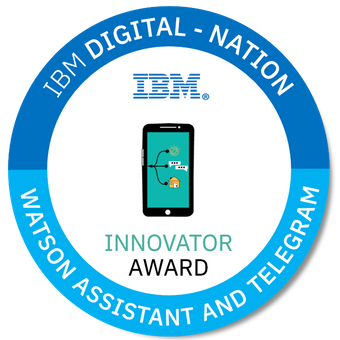 IBM DIGITAL - NATION
IBM®
INNOVATOR
AWARD
WATSON ASSISTANT AND TELEGRAM